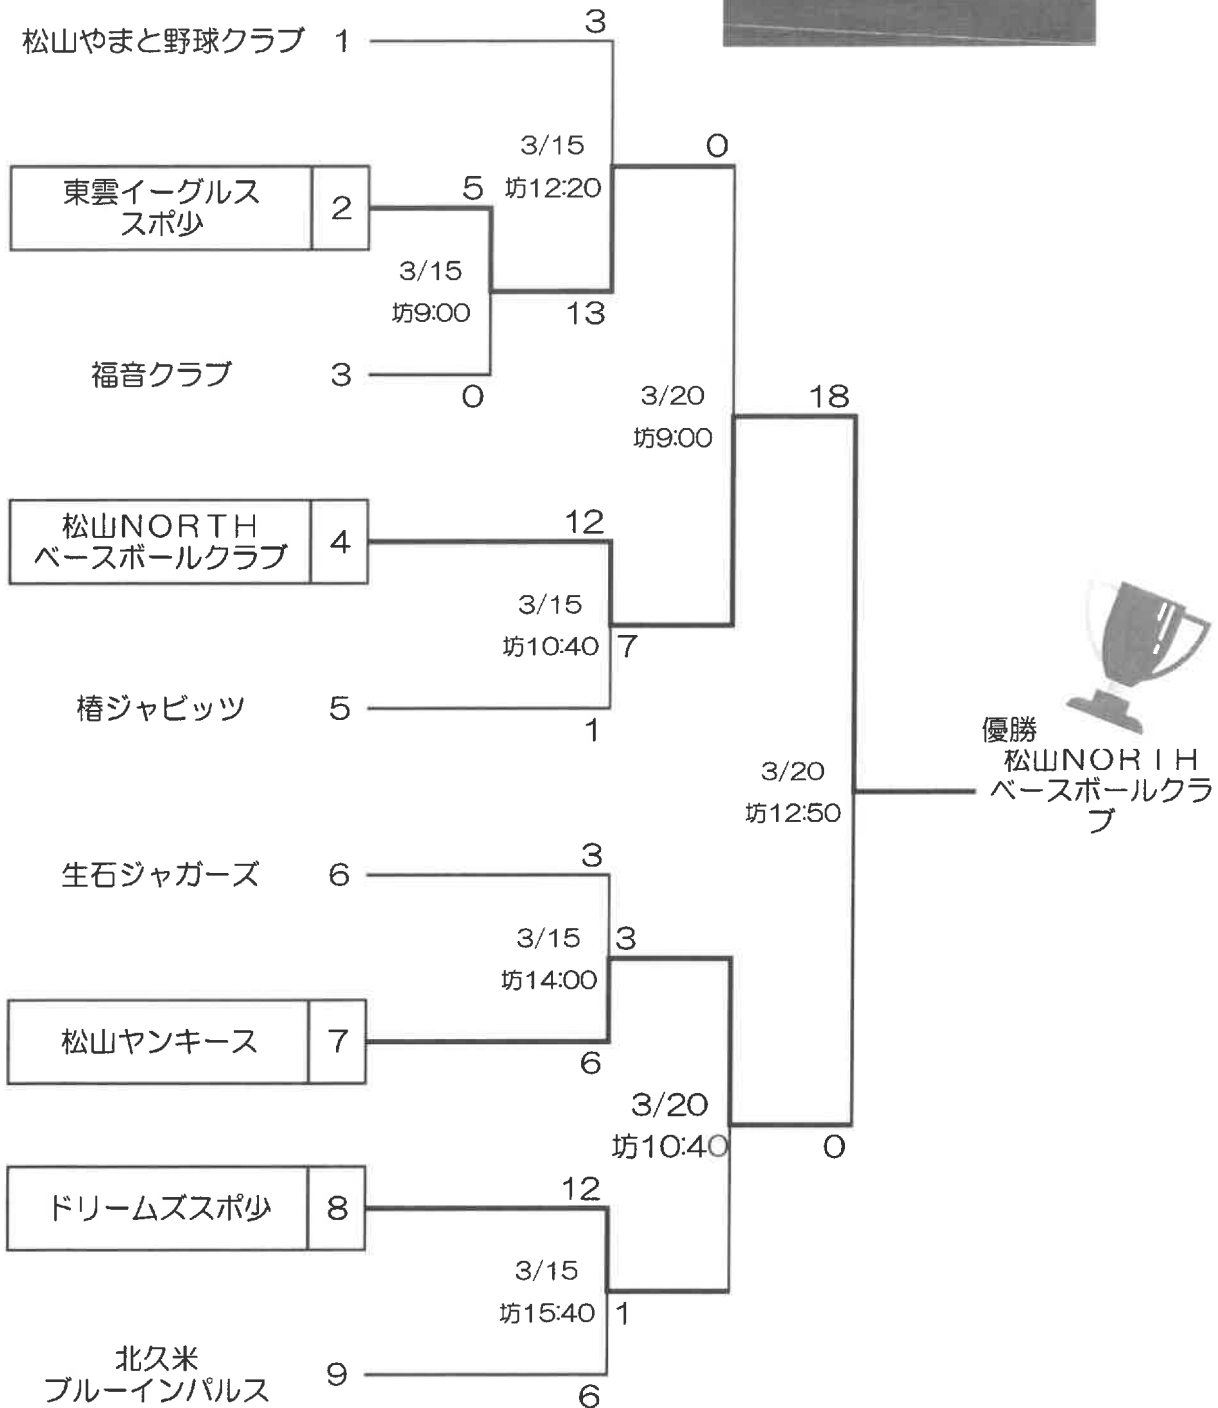 松山やまと野球クラブ 1
3
3/15
坊12:20
0
東雲イーグルス
スポ少
2
5
3/15
坊9:00
13
福音クラブ 3
0
3/20
坊9:00
18
松山NORTH
ベースボールクラブ
4
12
3/15
坊10:40
7
椿ジャビッツ 5
1
優勝
松山NORTH
ベースボールクラ
ブ
3/20
坊12:50
生石ジャガーズ 6
3
3/15
坊14:00
3
松山ヤンキース 7
6
3/20
坊10:40
0
ドリームズスポ少 8
12
3/15
坊15:40
1
北久米
ブルーインパルス
9
6